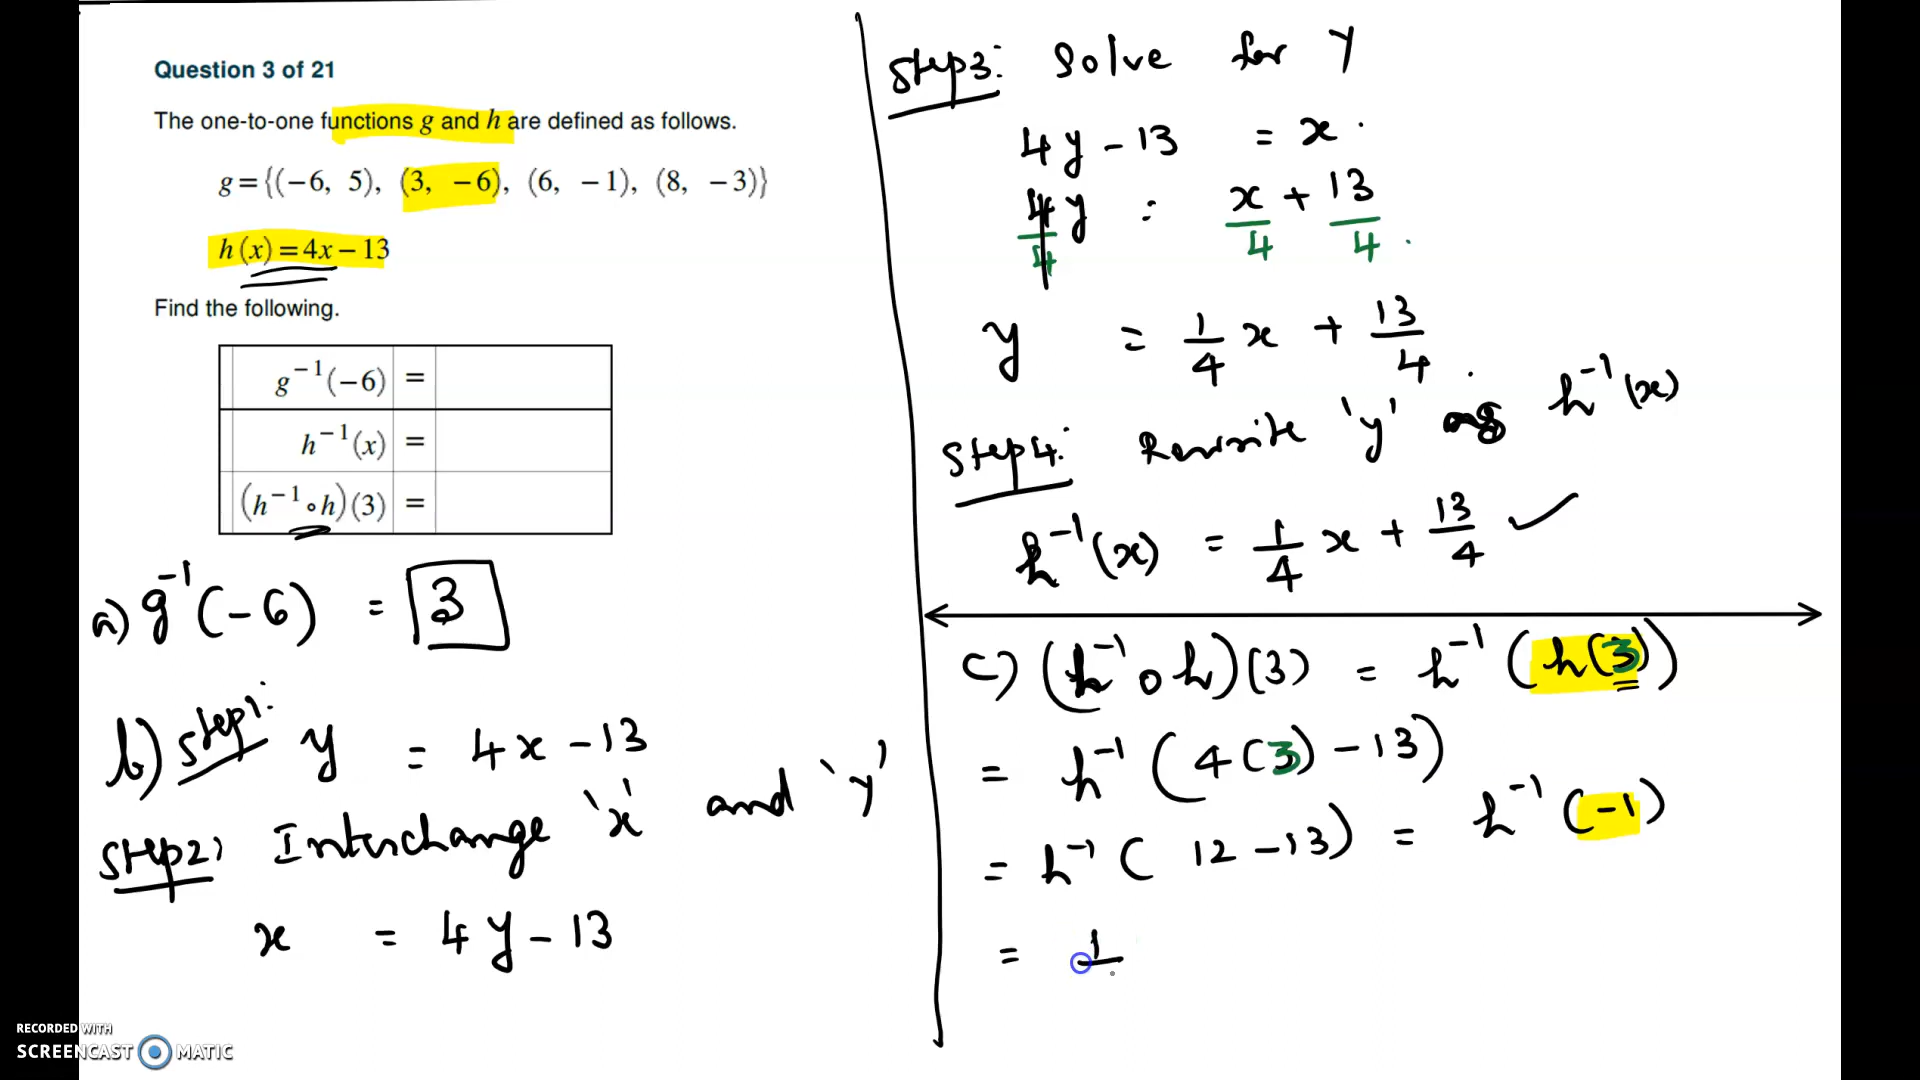 Question 3 of 21
The one-to-one functions g and h are defined as follows.
g={(−6, 5), (3, −6), (6, −1), (8, −3)}
h(x)=4x−13
Find the following.
g⁻¹(−6) =
h⁻¹(x) =
(h⁻¹∘h)(3) =
a) g⁻¹(−6) = 3
b) Step1: y = 4x −13
Step2: Interchange 'x' and 'y'
x = 4y − 13
Step3: Solve for y
4y − 13 = x
4y/4 = x/4 + 13/4
y = 1/4 x + 13/4
Step4: Rewrite 'y' as h⁻¹(x)
h⁻¹(x) = 1/4 x + 13/4 ✓
c) (h⁻¹∘h)(3) = h⁻¹(h(3))
= h⁻¹(4(3) −13)
= h⁻¹(12 −13) = h⁻¹(−1)
= 1
RECORDED WITH
SCREENCAST MATIC